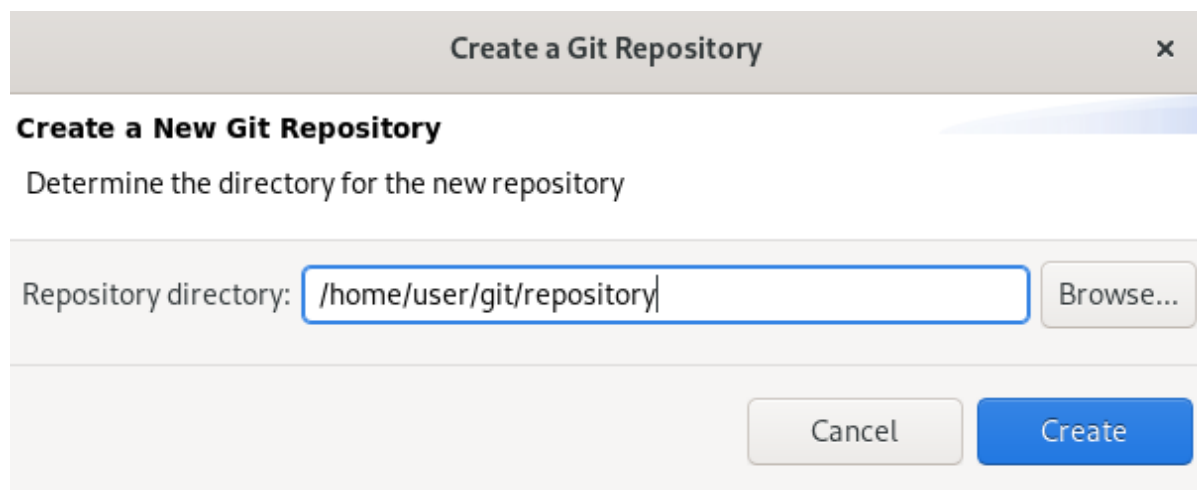 Create a Git Repository ×
Create a New Git Repository
Determine the directory for the new repository
Repository directory: /home/user/git/repository Browse...
Cancel Create